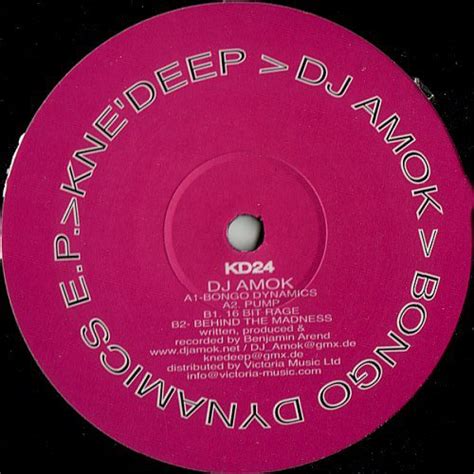 KNE'DEEP > DJ AMOK > BONGO DYNAMICS E.P.>
KD24
DJ AMOK
A1-BONGO DYNAMICS
A2. PUMP
B1. 16 BIT RAGE
B2- BEHIND THE MADNESS
written, produced &
recorded by Benjamin Arend
www.djamok.net / DJ_Amok@gmx.de
knedeep@gmx.de
distributed by Victoria Music Ltd
info@victoria-music.com